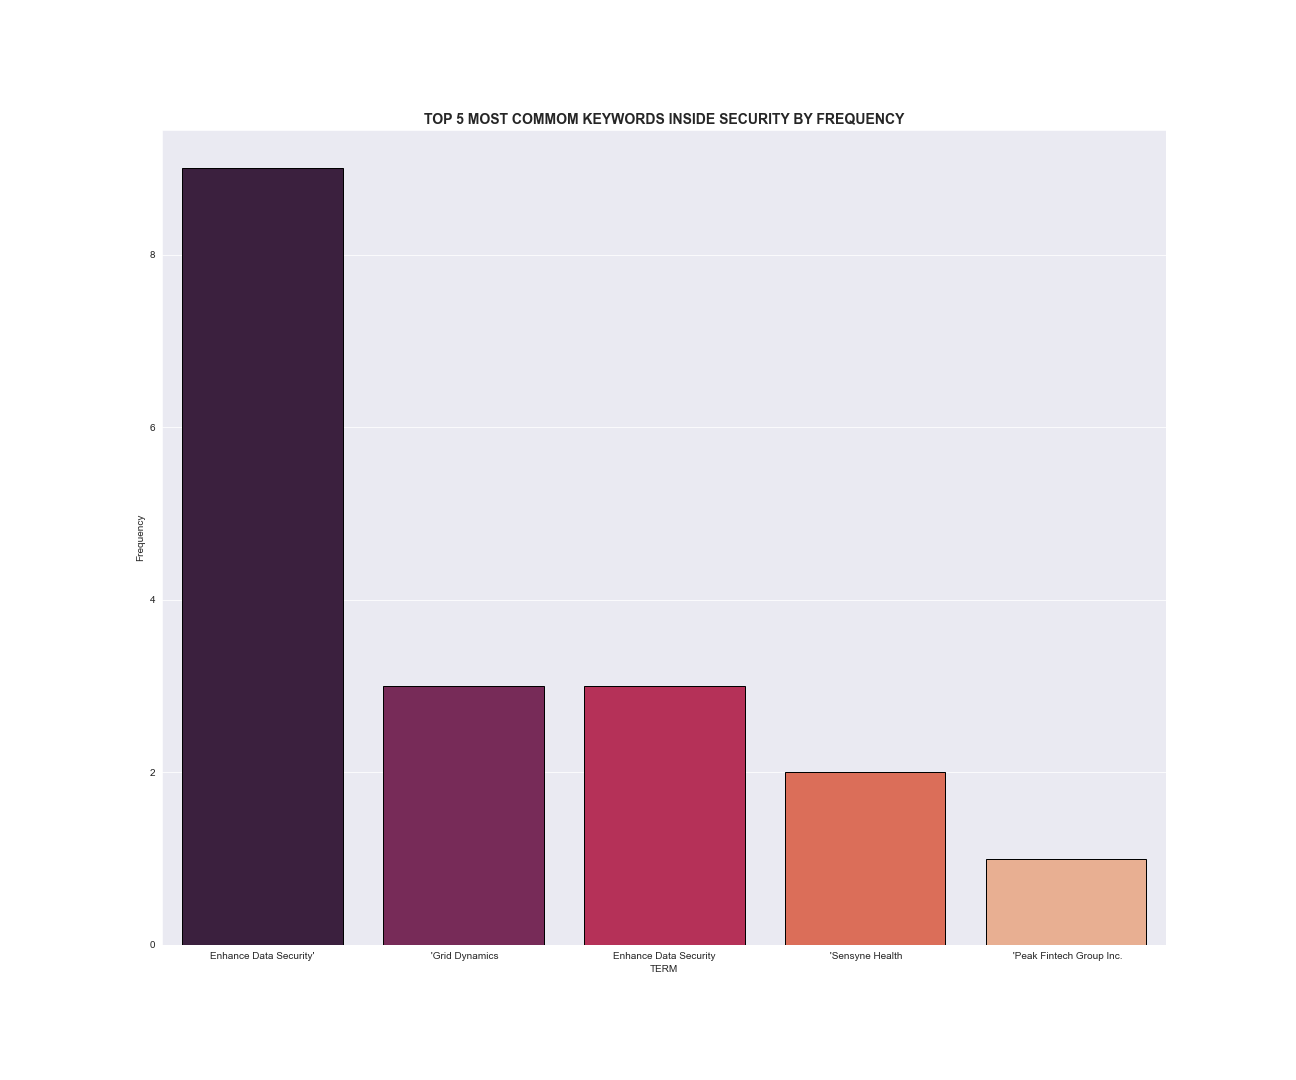 TOP 5 MOST COMMOM KEYWORDS INSIDE SECURITY BY FREQUENCY
Frequency
8
6
4
2
0
Enhance Data Security' 'Grid Dynamics Enhance Data Security 'Sensyne Health 'Peak Fintech Group Inc.
TERM